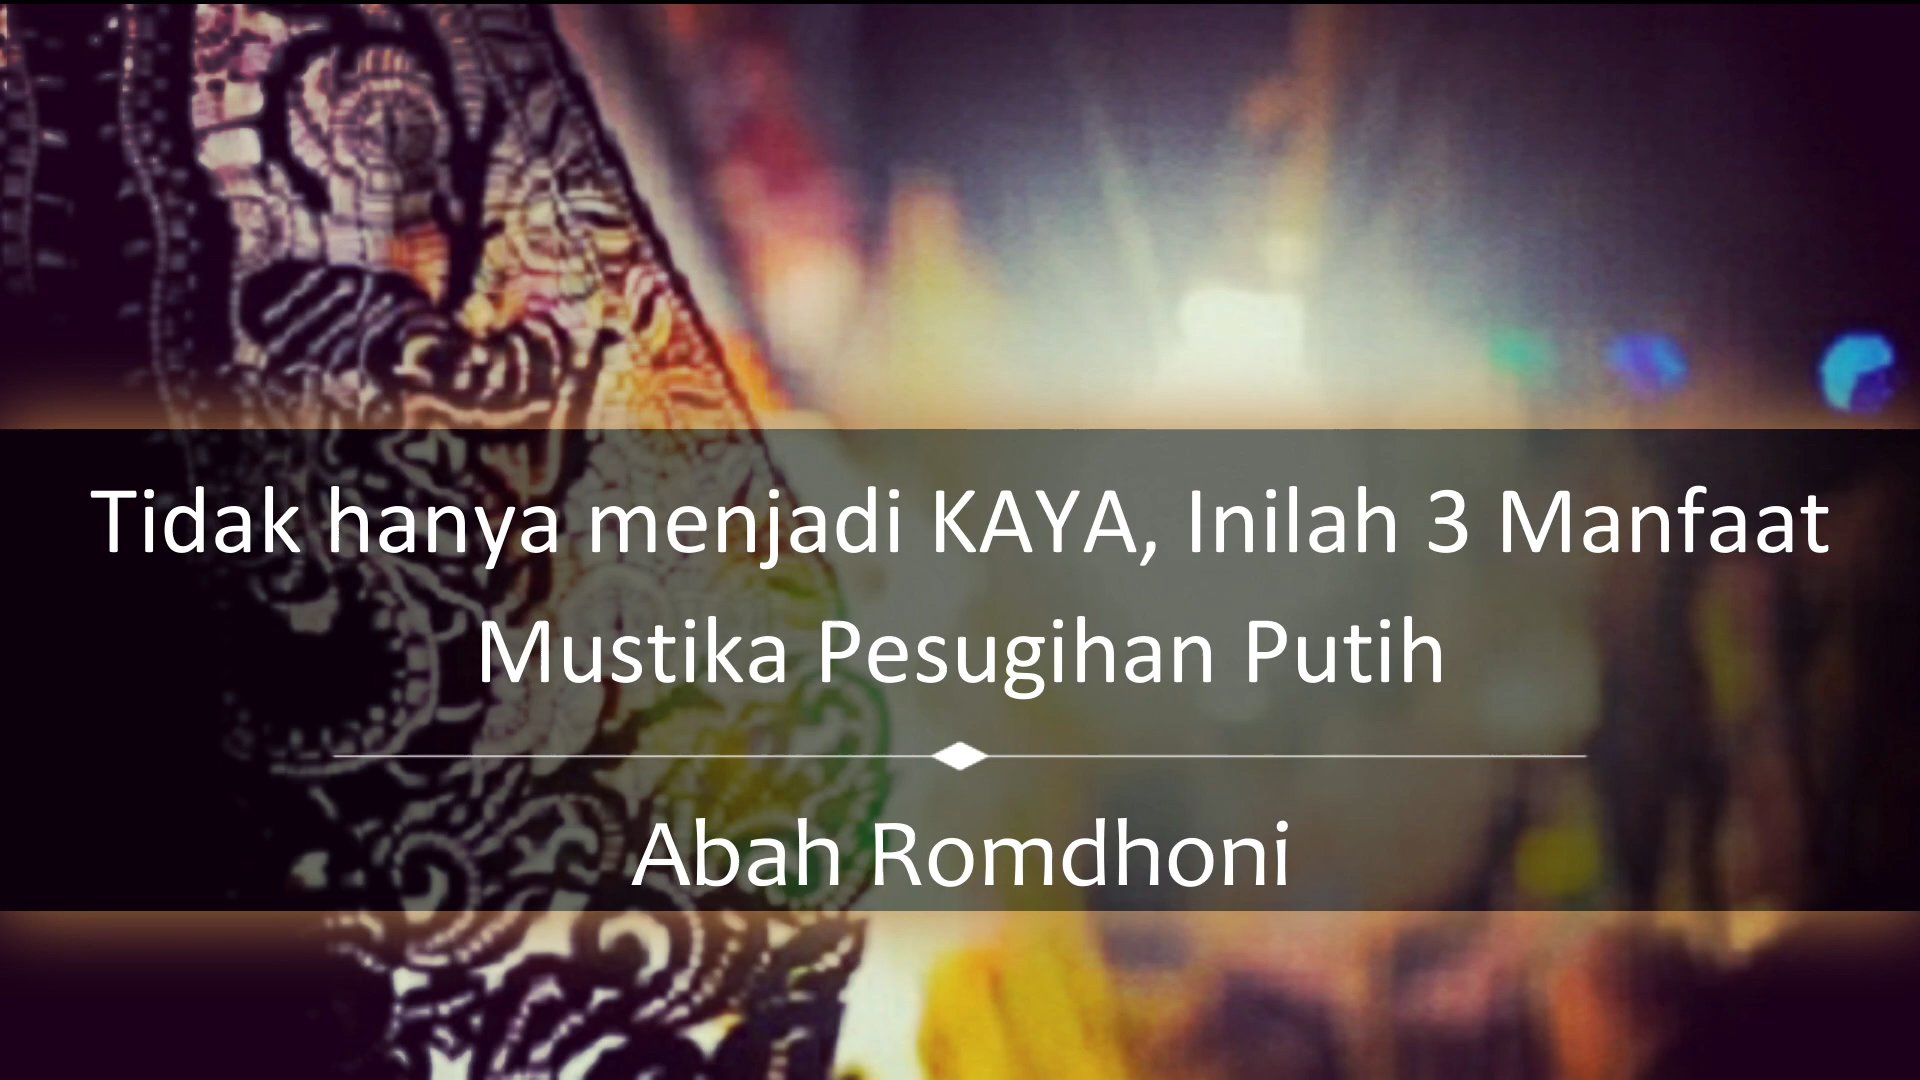 Tidak hanya menjadi KAYA, Inilah 3 Manfaat
Mustika Pesugihan Putih
Abah Romdhoni